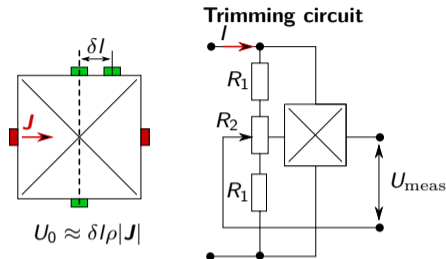 Trimming circuit
δl
I
J
R₁
R₂
R₁
U₀ ≈ δlρ|J|
Uₘₑₐₛ